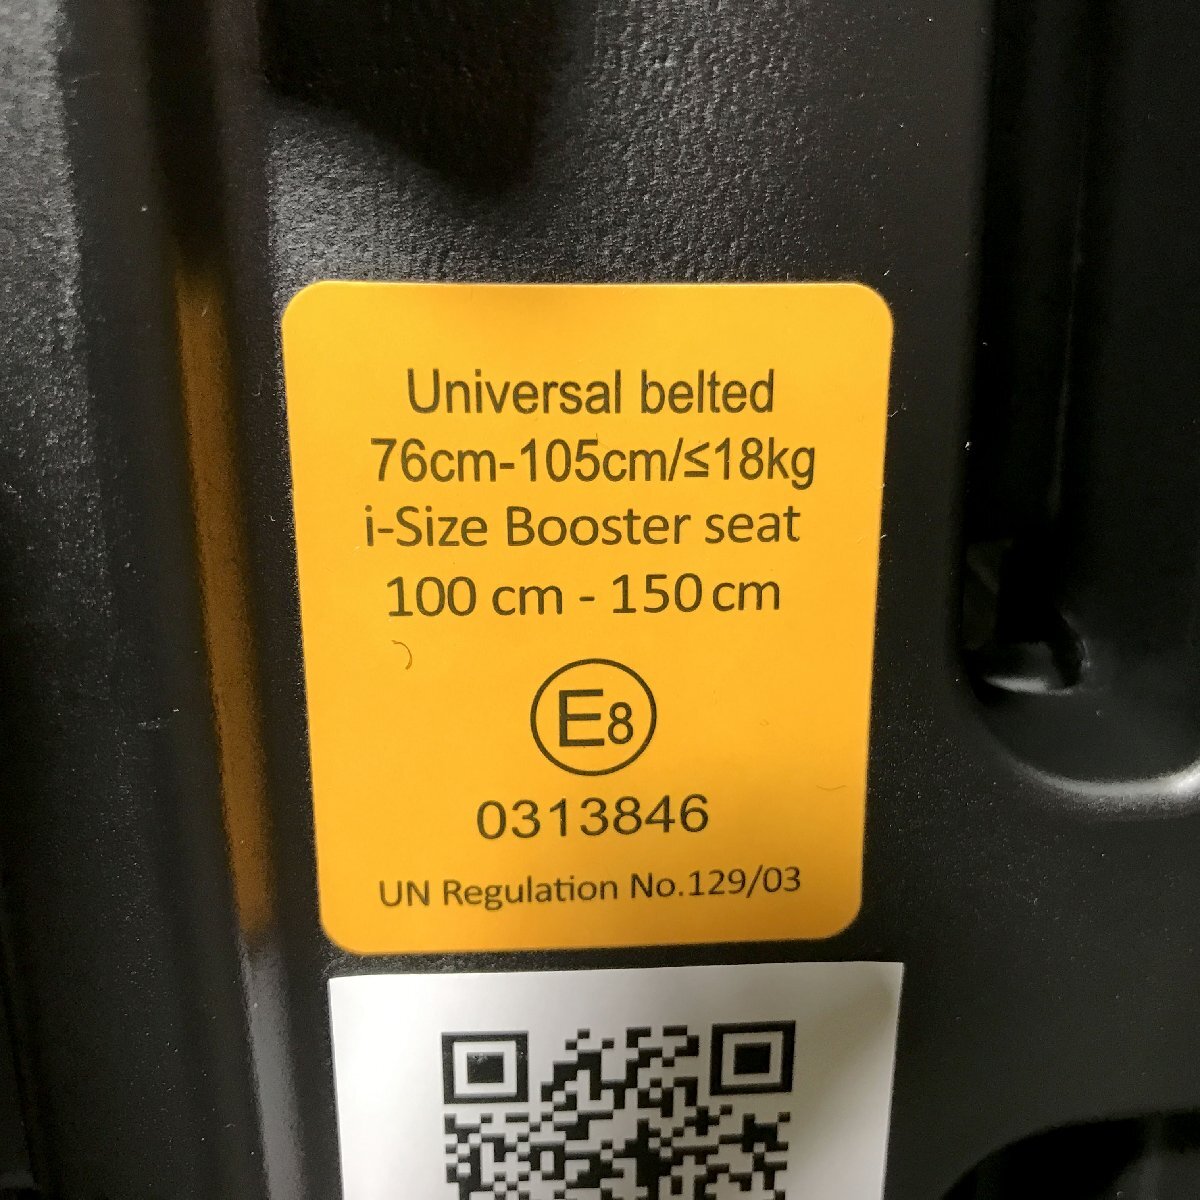 Universal belted
76cm-105cm/≤18kg
i-Size Booster seat
100 cm - 150 cm
E8
0313846
UN Regulation No.129/03